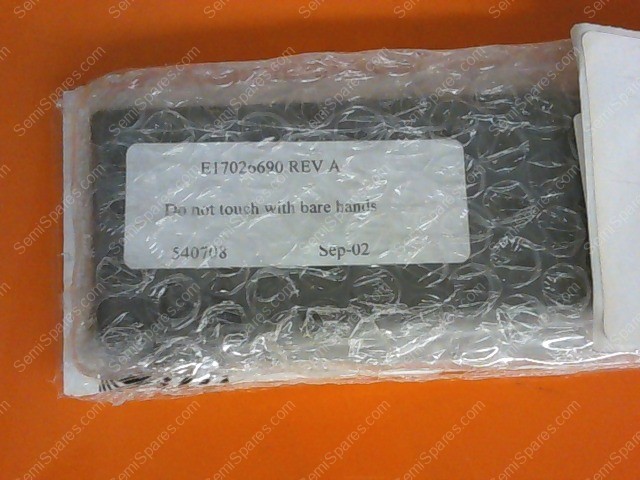 E17026690 REV A
Do not touch with bare hands
540708 Sep-02
SemiSpares.com